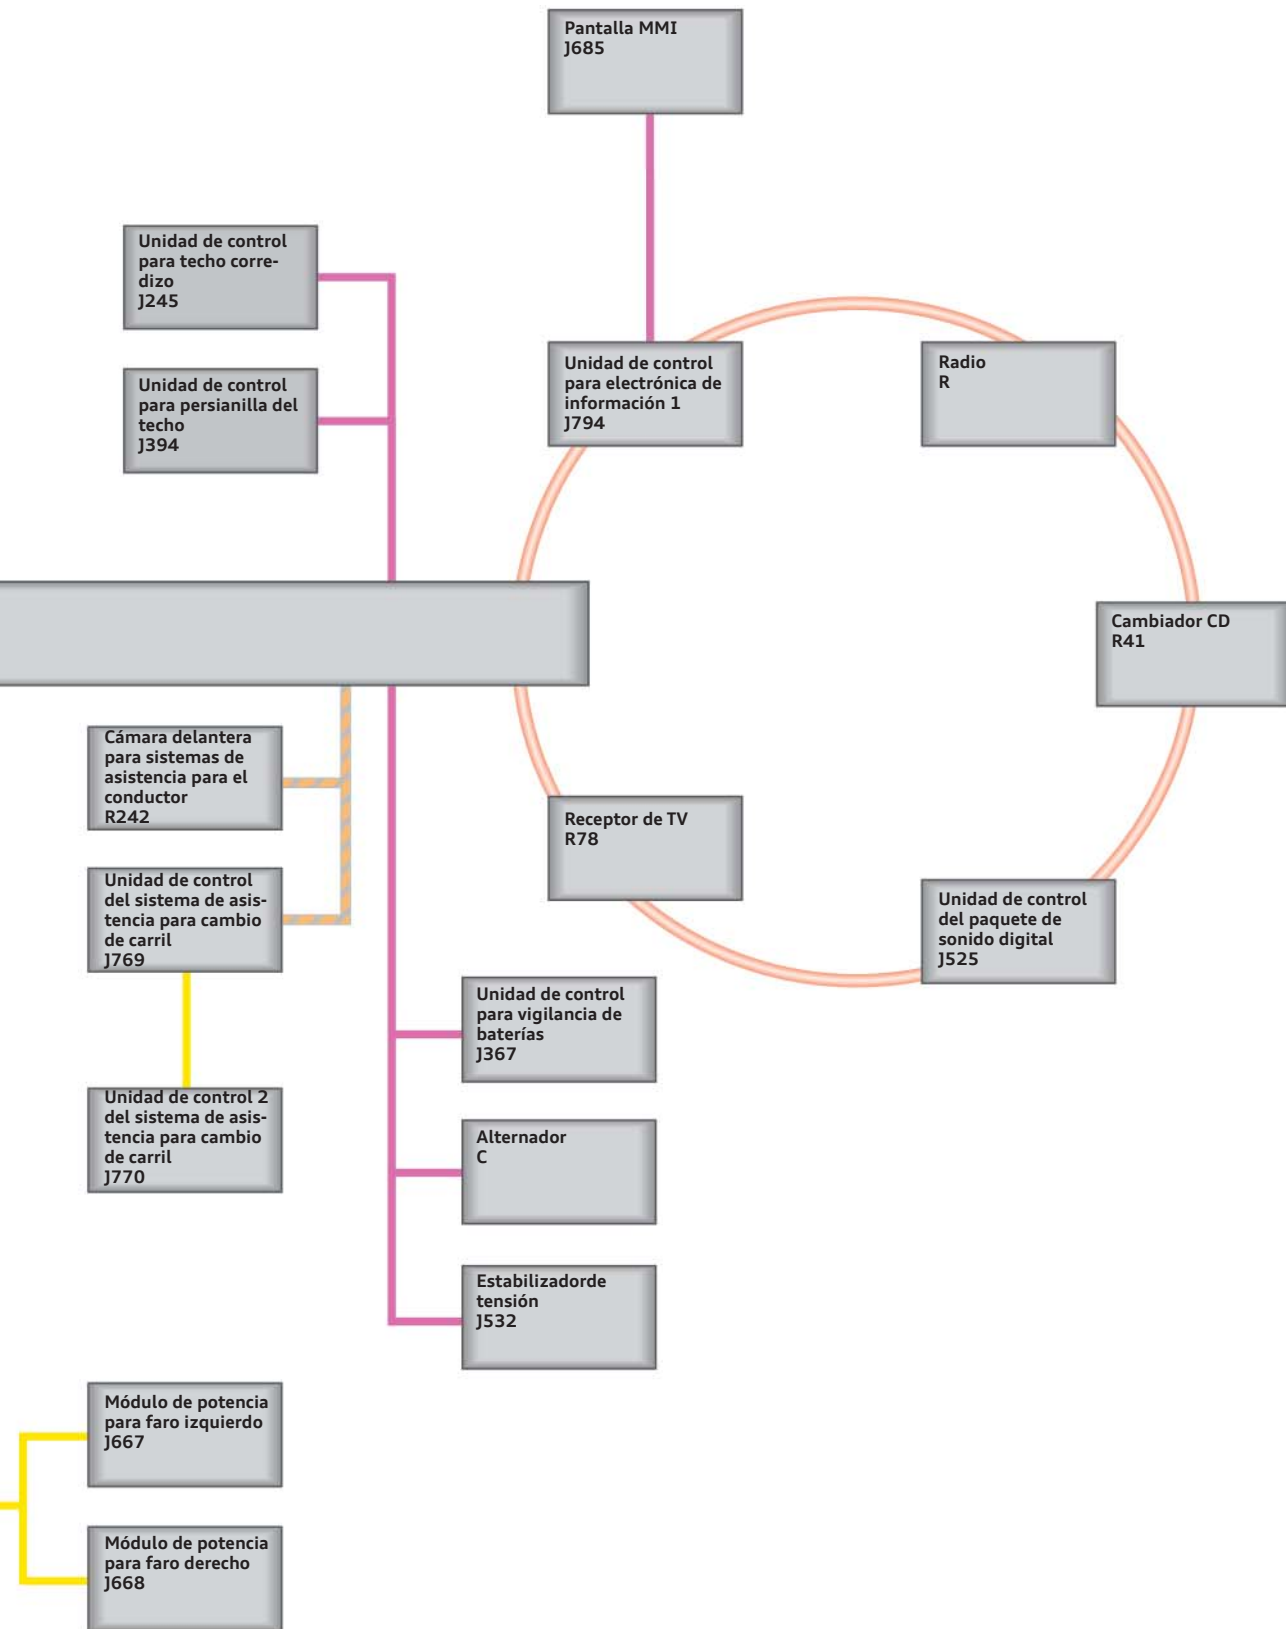 Pantalla MMI
J685
Unidad de control
para techo corre-
dizo
J245
Unidad de control
para persianilla del
techo
J394
Unidad de control
para electrónica de
información 1
J794
Radio
R
Cambiador CD
R41
Cámara delantera
para sistemas de
asistencia para el
conductor
R242
Receptor de TV
R78
Unidad de control
del sistema de asis-
tencia para cambio
de carril
J769
Unidad de control
del paquete de
sonido digital
J525
Unidad de control
para vigilancia de
baterías
J367
Unidad de control 2
del sistema de asis-
tencia para cambio
de carril
J770
Alternador
C
Estabilizadorde
tensión
J532
Módulo de potencia
para faro izquierdo
J667
Módulo de potencia
para faro derecho
J668